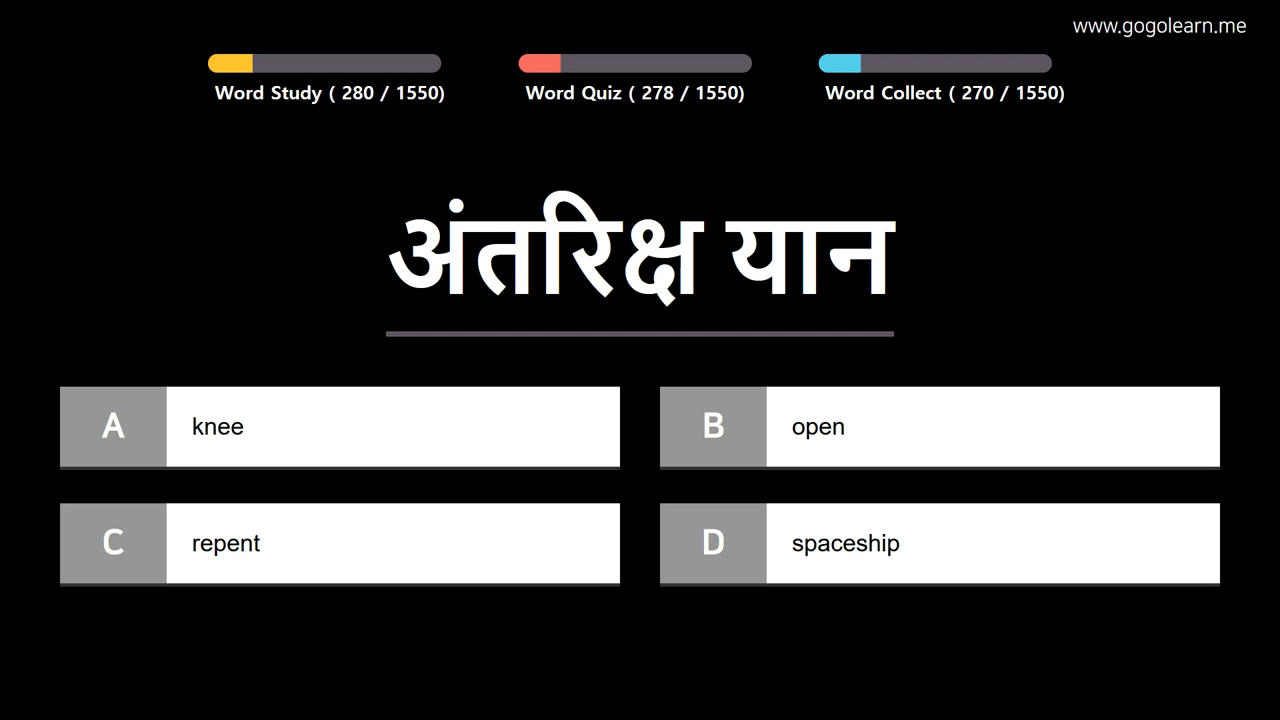 www.gogolearn.me
Word Study ( 280 / 1550)
Word Quiz ( 278 / 1550)
Word Collect ( 270 / 1550)
अंतरिक्ष यान
A
knee
B
open
C
repent
D
spaceship